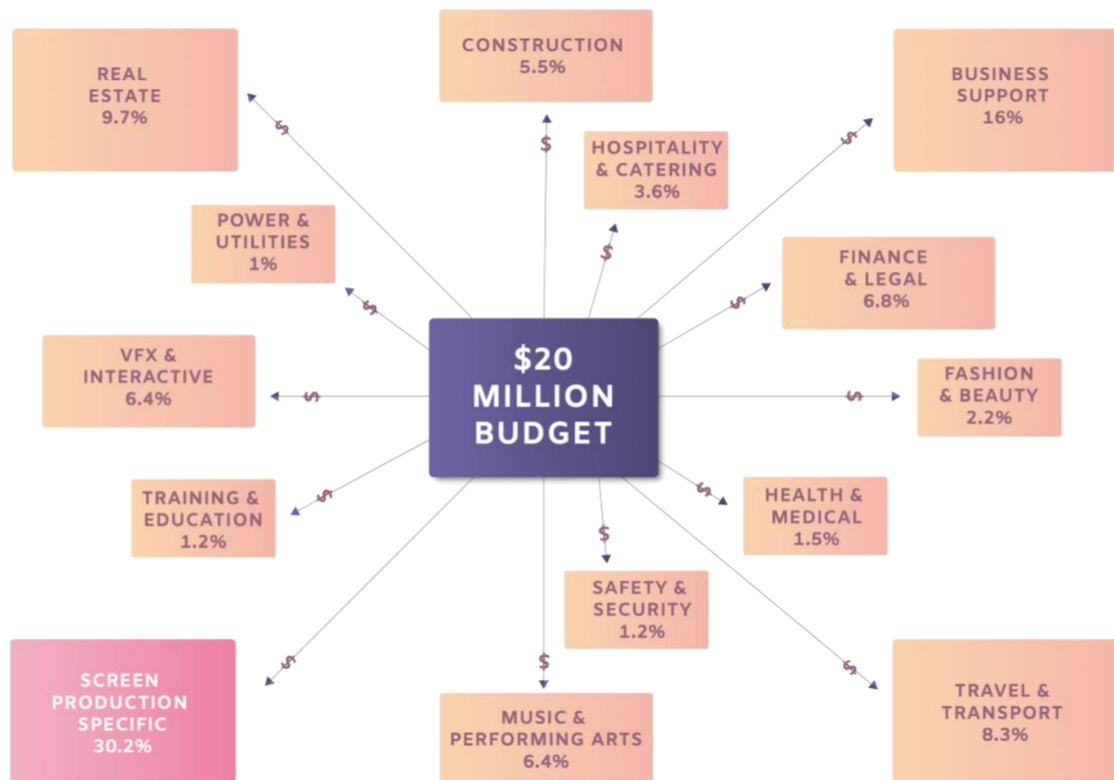 CONSTRUCTION
5.5%
REAL
ESTATE
9.7%
BUSINESS
SUPPORT
16%
HOSPITALITY
& CATERING
3.6%
POWER &
UTILITIES
1%
FINANCE
& LEGAL
6.8%
VFX &
INTERACTIVE
6.4%
$20
MILLION
BUDGET
FASHION
& BEAUTY
2.2%
TRAINING &
EDUCATION
1.2%
HEALTH &
MEDICAL
1.5%
SAFETY &
SECURITY
1.2%
SCREEN
PRODUCTION
SPECIFIC
30.2%
MUSIC &
PERFORMING ARTS
6.4%
TRAVEL &
TRANSPORT
8.3%
$
$
$
$
$
$
$
$
$
$
$
$
$
$